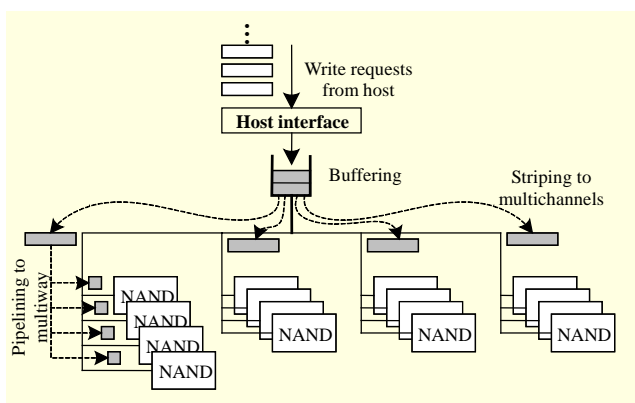 Write requests
from host
Host interface
Buffering
Striping to
multichannels
Pipelining to
multiway
NAND
NAND
NAND
NAND
NAND
NAND
NAND